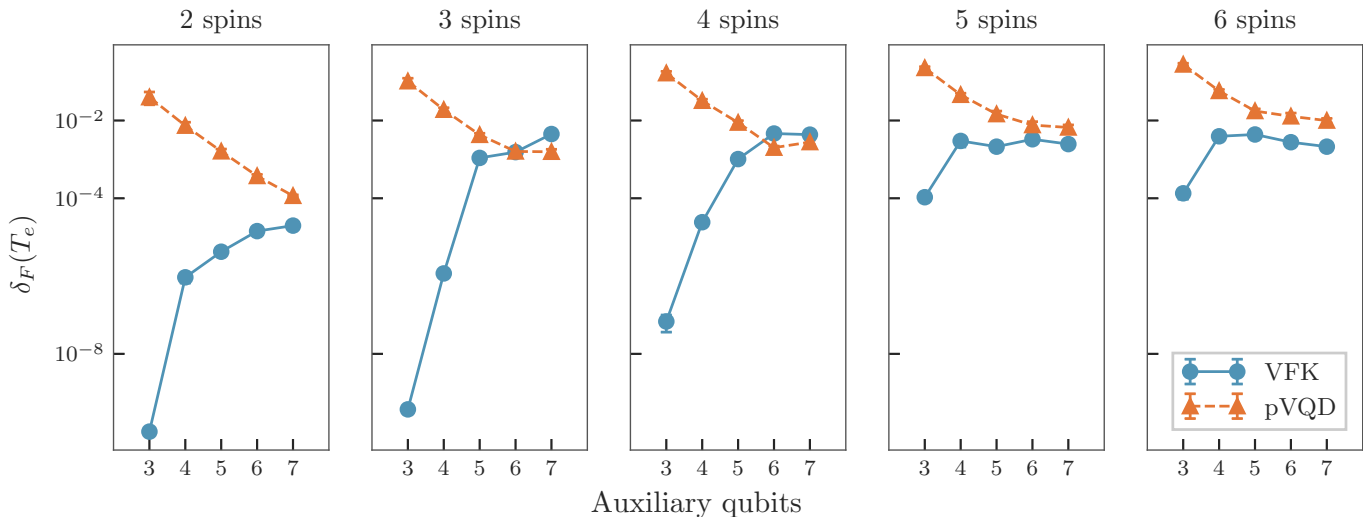 2 spins
3 spins
4 spins
5 spins
6 spins
δ_F(T_e)
10⁻²
10⁻⁴
10⁻⁸
3 4 5 6 7
3 4 5 6 7
3 4 5 6 7
3 4 5 6 7
3 4 5 6 7
VFK
pVQD
Auxiliary qubits